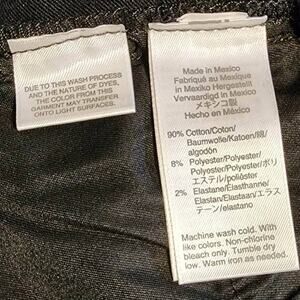 DUE TO THIS WASH PROCESS
AND THE NATURE OF DYES,
THE COLOR FROM THIS
GARMENT MAY TRANSFER
ONTO LIGHT SURFACES.
Made in Mexico
Fabriqué au Mexique
in Mexiko Hergestellt
Vervaardigd in Mexico
メキシコ製
Hecho en México
90% Cotton/Coton/
Baumwolle/Katoen/綿/
algodón
8% Polyester/Polyester/
Polyester/Polyester/ポリ
エステル/poliéster
2% Elastane/Élasthanne/
Elastan/Elastaan/エラス
テーン/elastano
Machine wash cold. With
like colors. Non-chlorine
bleach only. Tumble dry
low. Warm iron as needed.